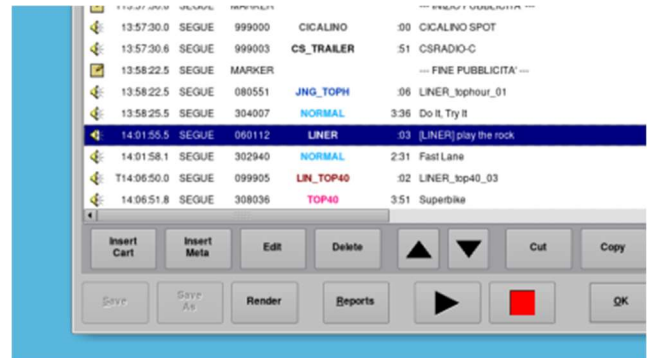 13:57:30.0 SEGUE 999000 CICALINO :00 CICALINO SPOT
13:57:30.6 SEGUE 999003 CS_TRAILER :51 CSRADIO-C
13:58:22.5 SEGUE MARKER --- FINE PUBBLICITA' ---
13:58:22.5 SEGUE 080551 JNG_TOPH :06 LINER_tophour_01
13:58:25.5 SEGUE 304007 NORMAL 3:36 Do It, Try It
14:01:55.5 SEGUE 060112 LINER :03 [LINER] play the rock
14:01:58.1 SEGUE 302940 NORMAL 2:31 Fast Lane
T14:06:50.0 SEGUE 099905 LIN_TOP40 :02 LINER_top40_03
14:06:51.8 SEGUE 308036 TOP40 3:51 Superbike
Insert Cart Insert Meta Edit Delete Cut Copy
Save Save As Render Reports OK